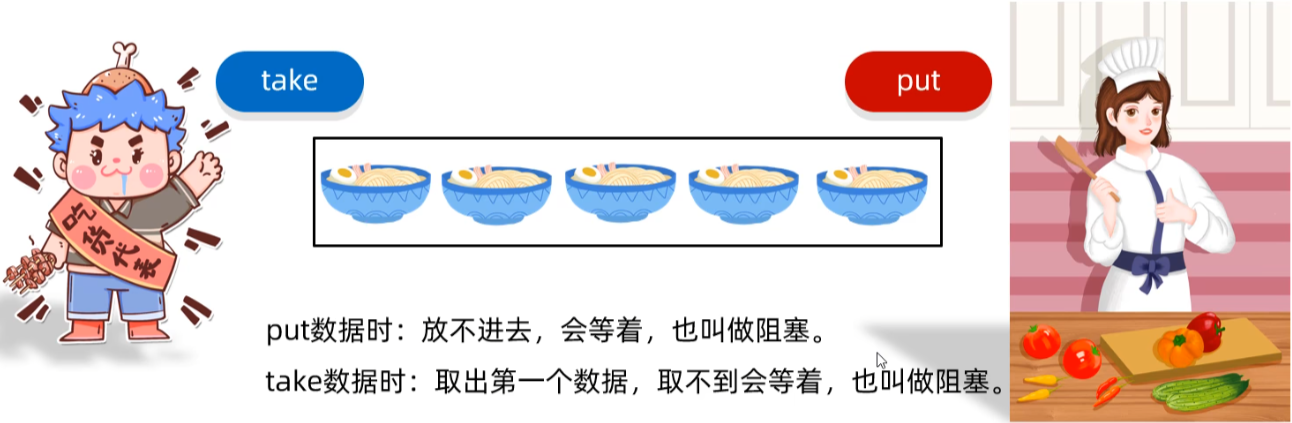 take
put
吃货代表
put数据时：放不进去，会等着，也叫做阻塞。
take数据时：取出第一个数据，取不到会等着，也叫做阻塞。